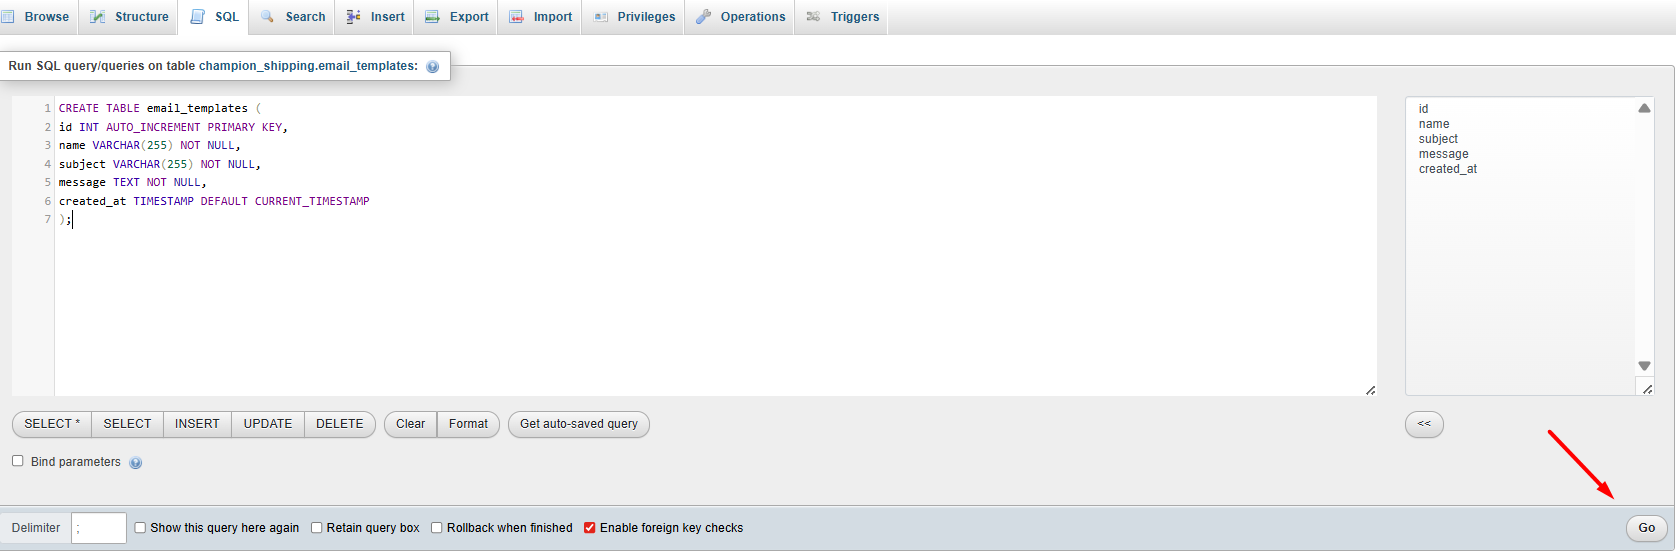 Browse Structure SQL Search Insert Export Import Privileges Operations Triggers
Run SQL query/queries on table champion_shipping.email_templates:
1 CREATE TABLE email_templates (
2 id INT AUTO_INCREMENT PRIMARY KEY,
3 name VARCHAR(255) NOT NULL,
4 subject VARCHAR(255) NOT NULL,
5 message TEXT NOT NULL,
6 created_at TIMESTAMP DEFAULT CURRENT_TIMESTAMP
7 );
id
name
subject
message
created_at
SELECT * SELECT INSERT UPDATE DELETE Clear Format Get auto-saved query <<
Bind parameters
Delimiter ; Show this query here again Retain query box Rollback when finished Enable foreign key checks Go